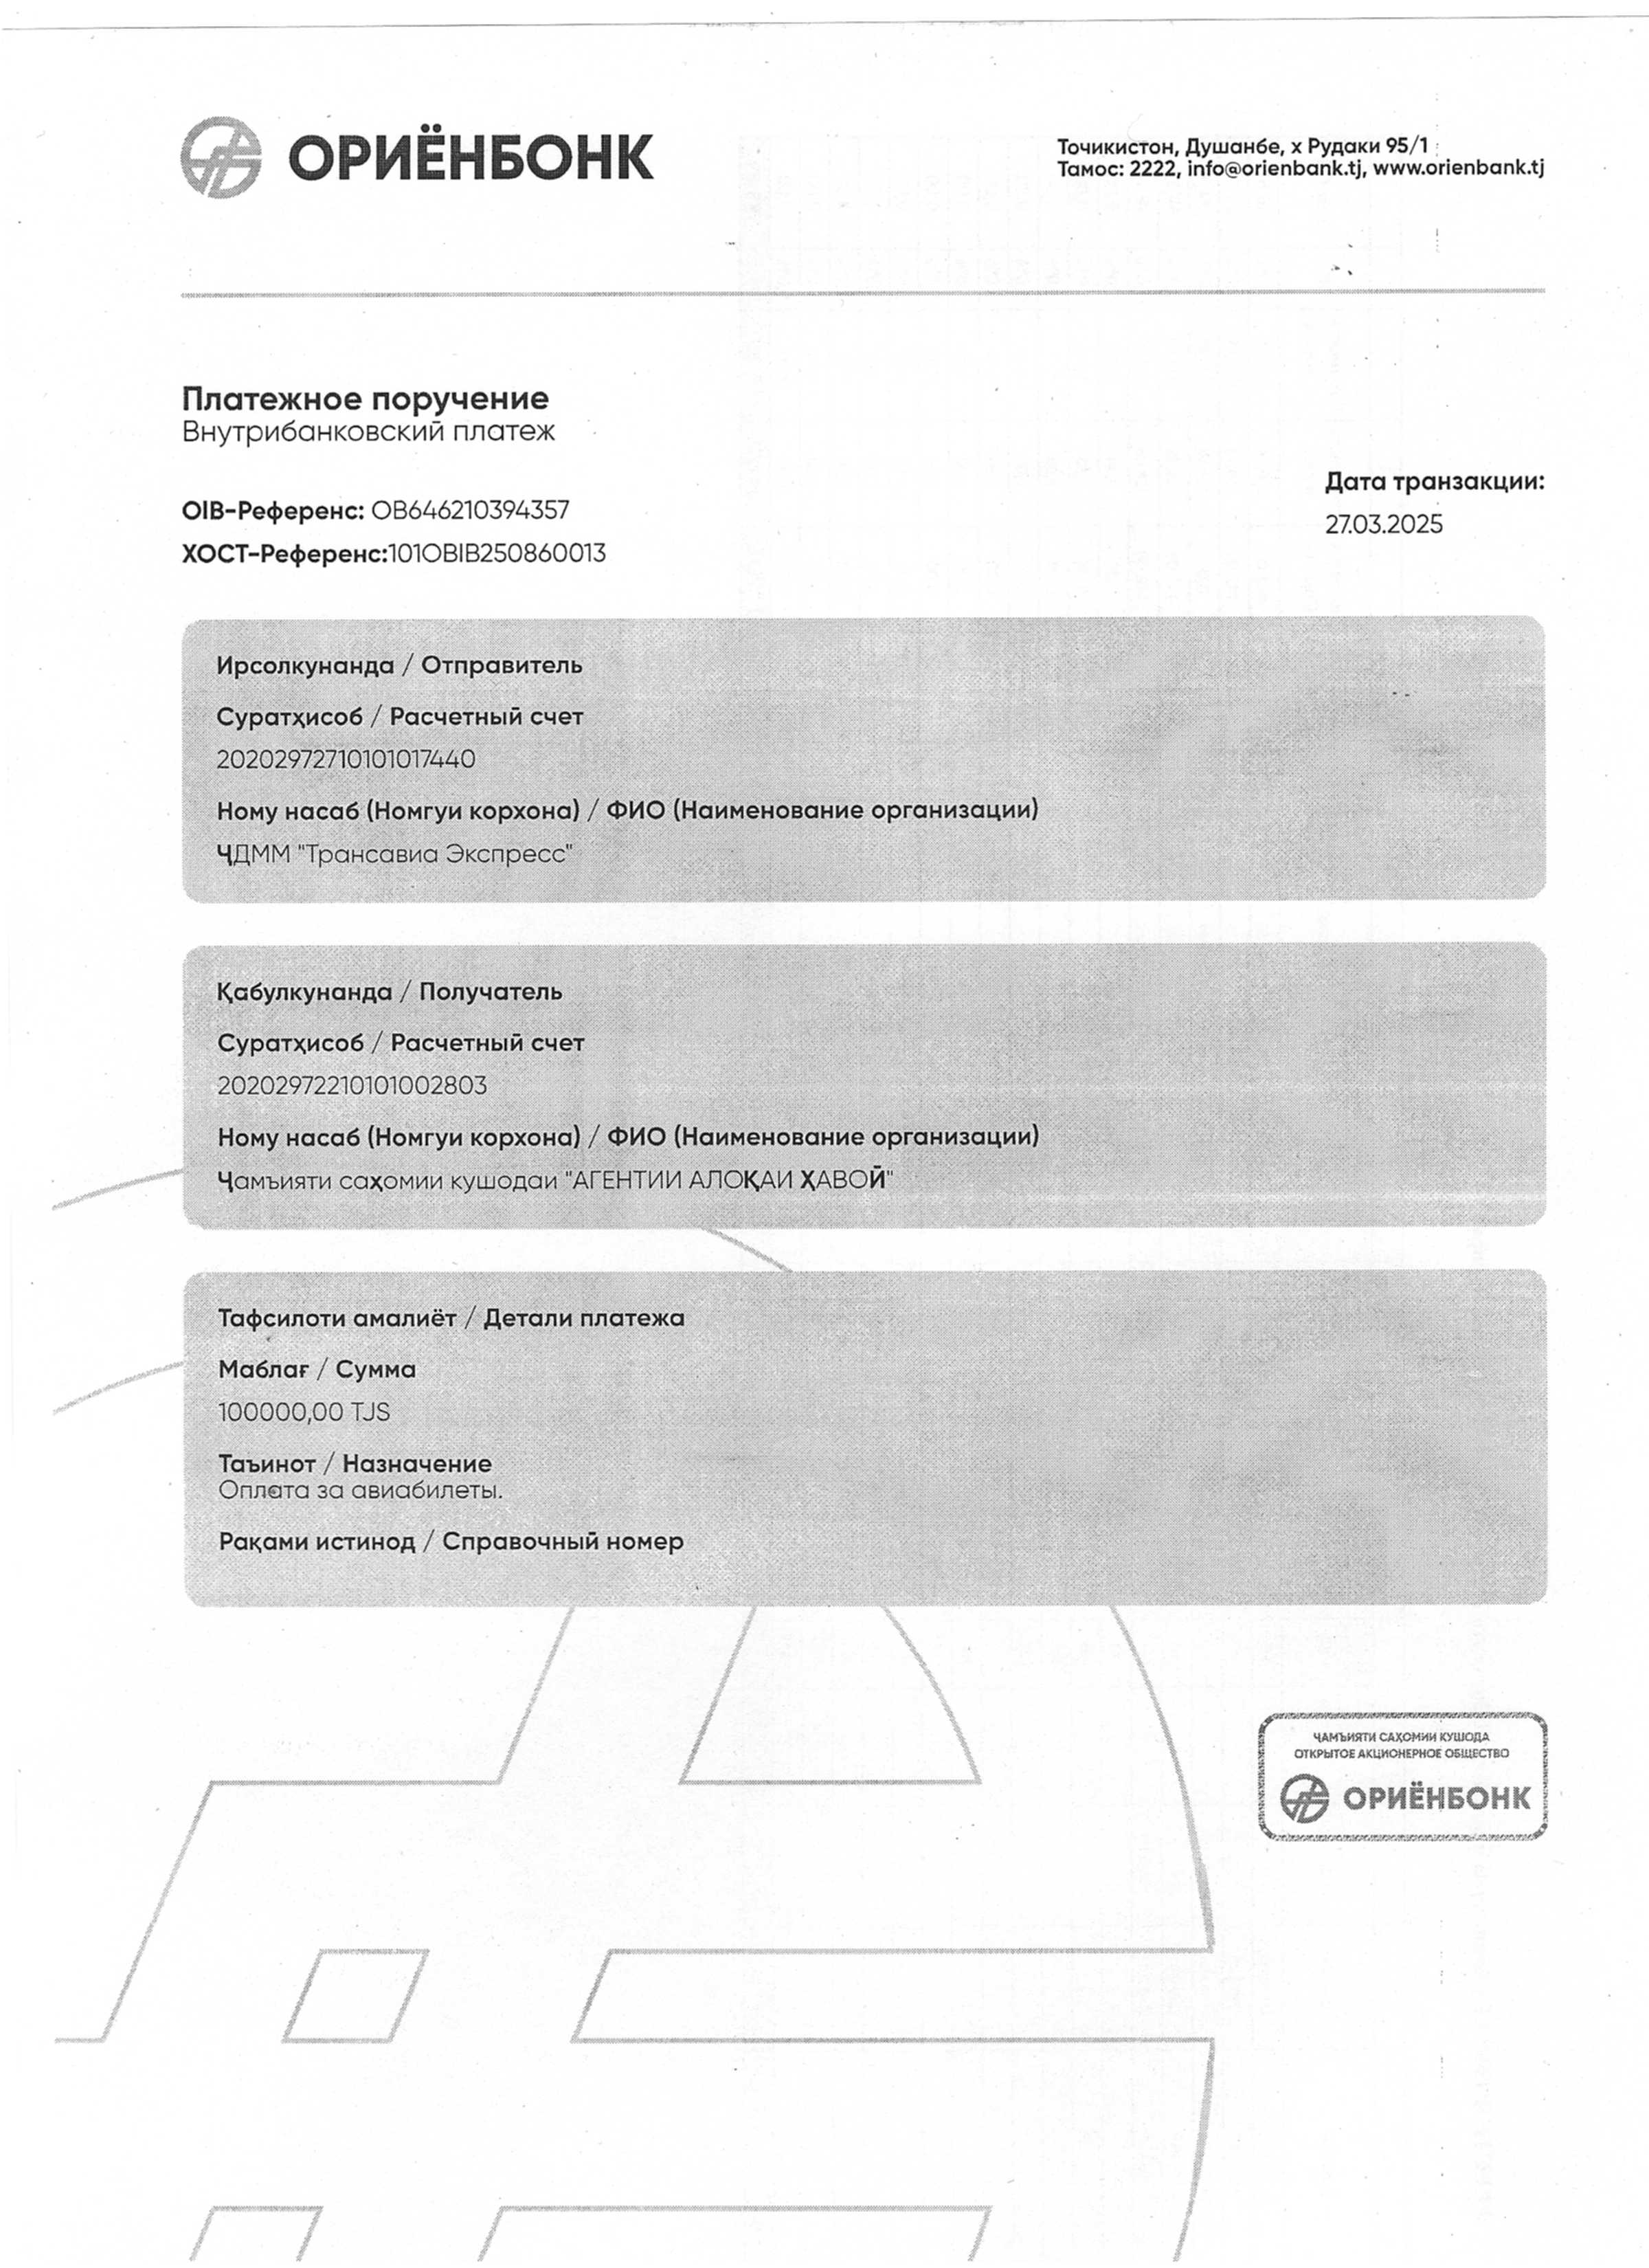 ОРИЁНБОНК
Точикистон, Душанбе, х Рудаки 95/1
Тамос: 2222, info@orienbank.tj, www.orienbank.tj
Платежное поручение
Внутрибанковский платеж
Дата транзакции:
OIB-Референс: OB646210394357
27.03.2025
ХОСТ-Референс:101OBIB250860013
Ирсолкунанда / Отправитель
Суратҳисоб / Расчетный счет
20202972710101017440
Ному насаб (Номгуи корхона) / ФИО (Наименование организации)
ҶДММ "Трансавиа Экспресс"
Қабулкунанда / Получатель
Суратҳисоб / Расчетный счет
20202972210101002803
Ному насаб (Номгуи корхона) / ФИО (Наименование организации)
Ҷамъияти саҳомии кушодаи "АГЕНТИИ АЛОҚАИ ҲАВОӢ"
Тафсилоти амалиёт / Детали платежа
Маблағ / Сумма
100000,00 TJS
Таъинот / Назначение
Оплата за авиабилеты.
Рақами истинод / Справочный номер
ҶАМЪИЯТИ САҲОМИИ КУШОДА
ОТКРЫТОЕ АКЦИОНЕРНОЕ ОБЩЕСТВО
ОРИЁНБОНК